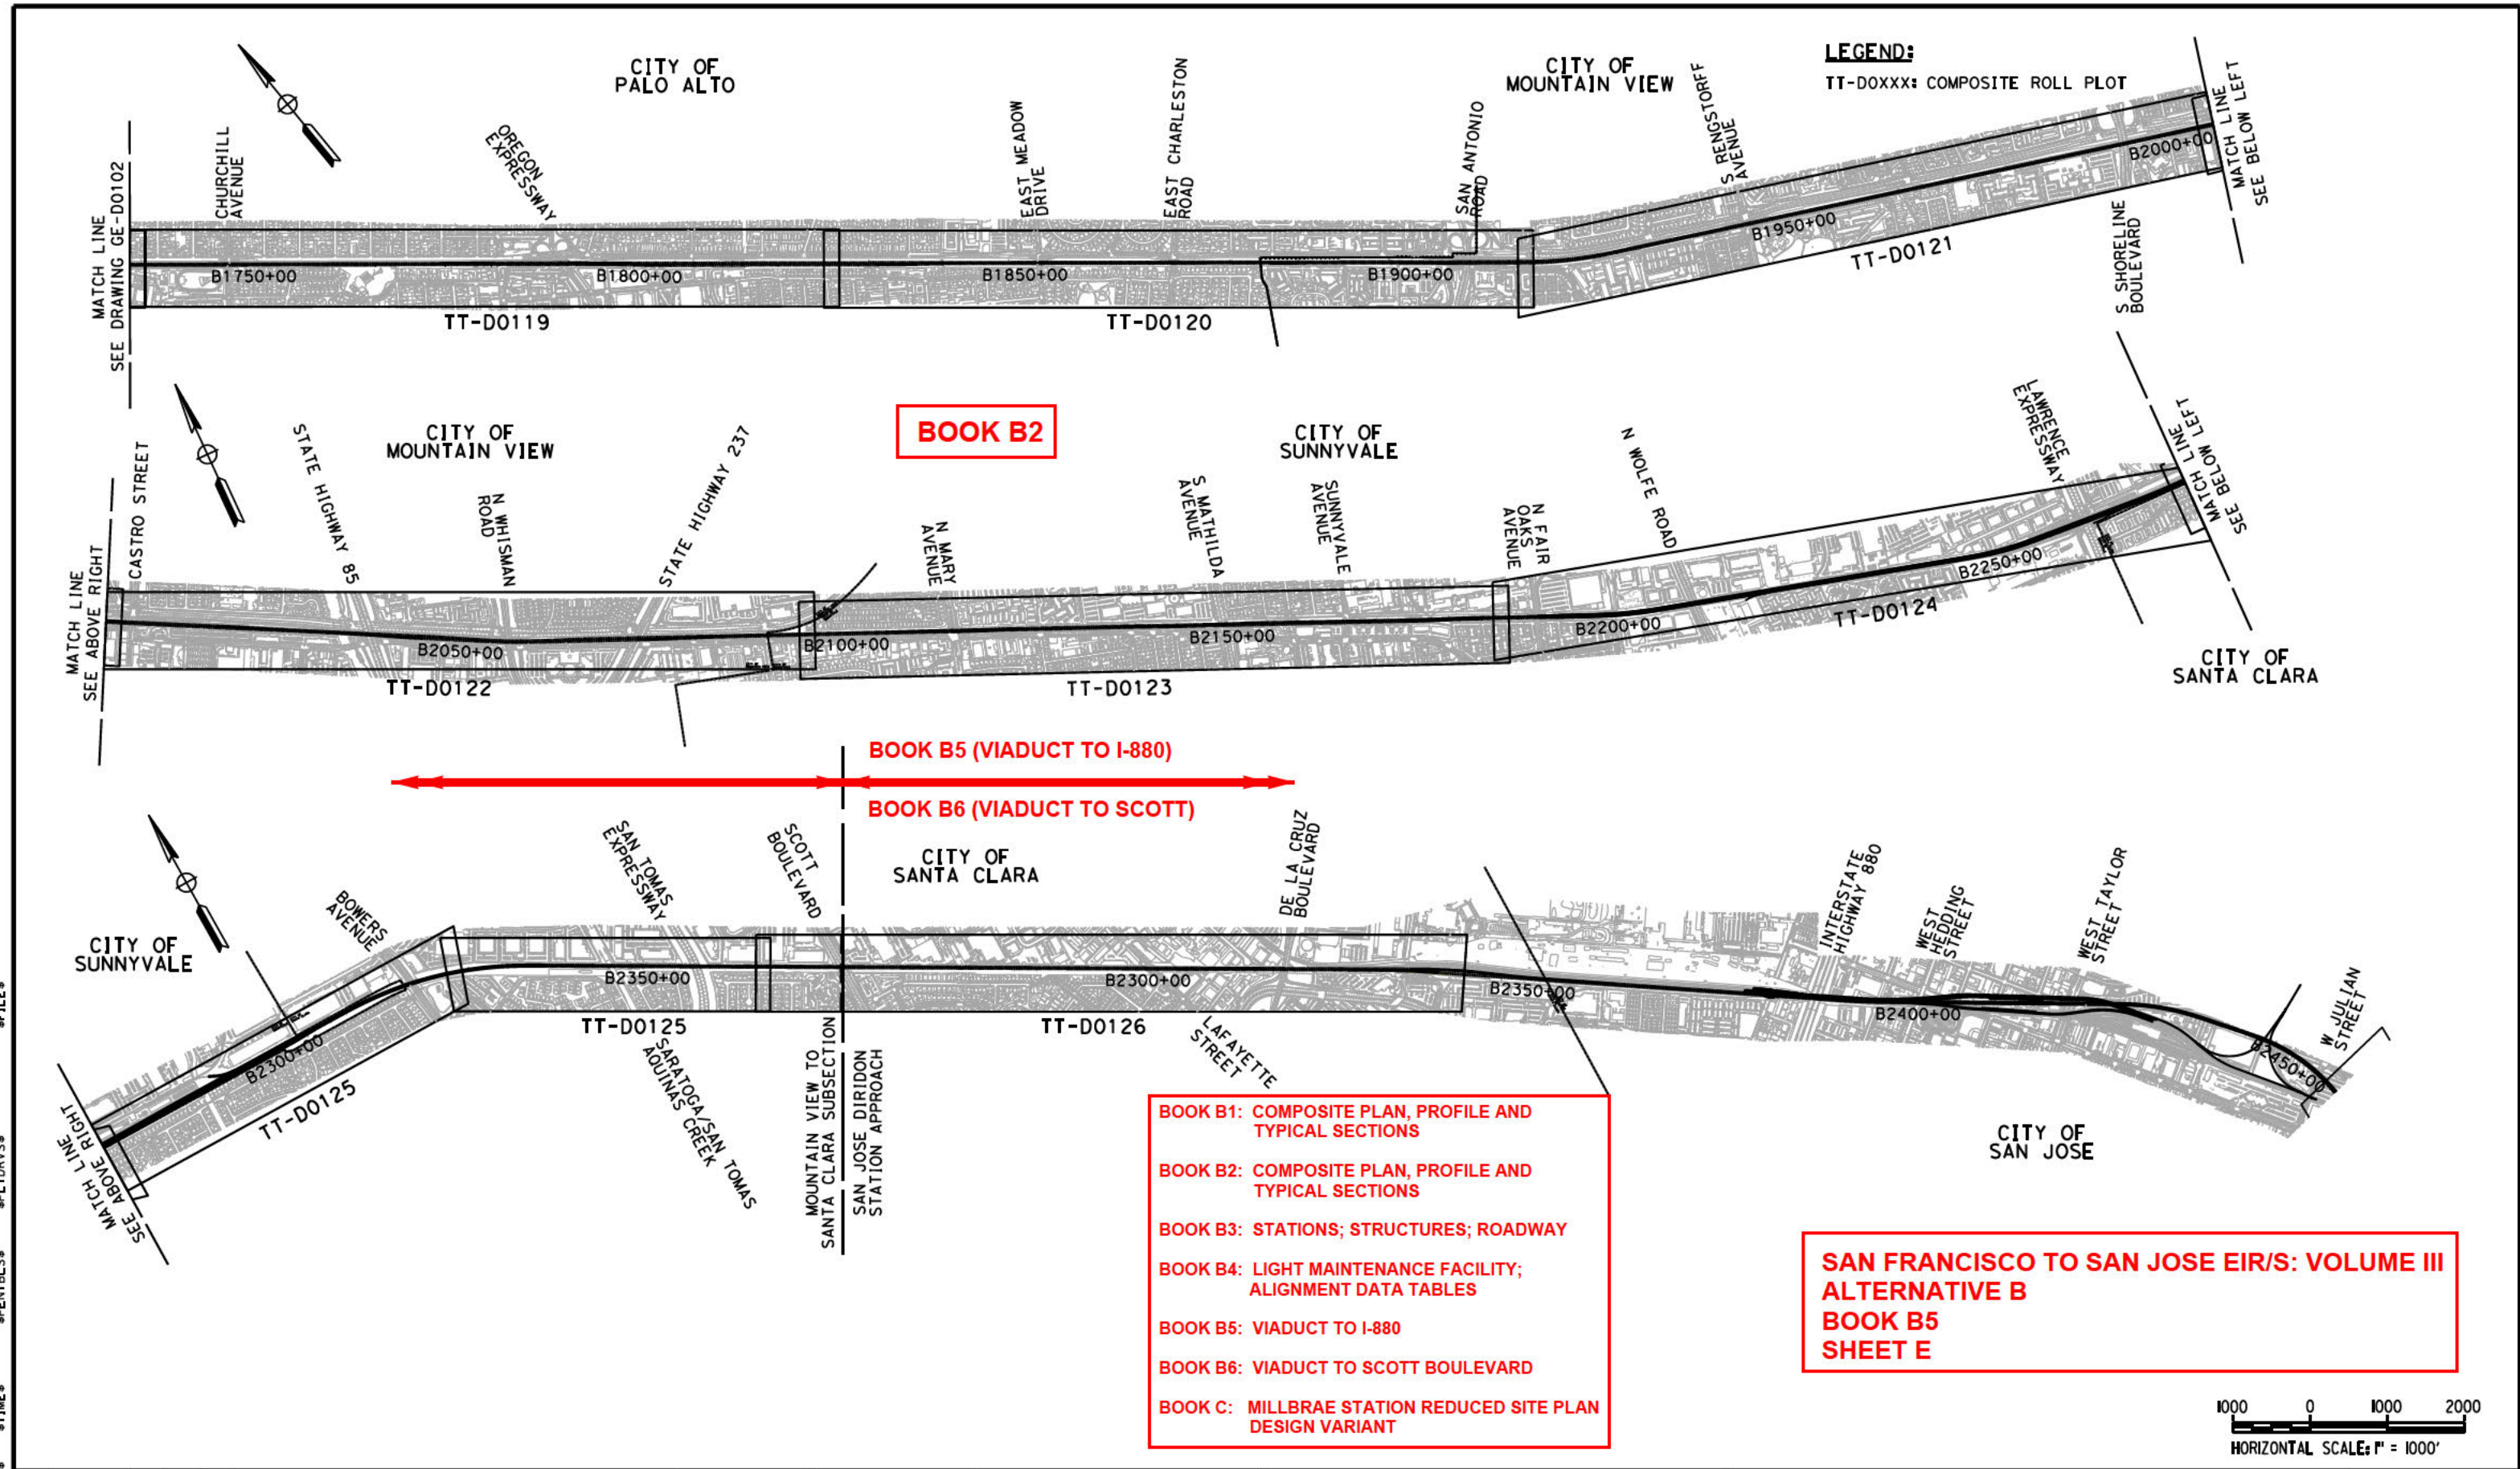 CITY OF
PALO ALTO
CITY OF
MOUNTAIN VIEW
LEGEND:
TT-D0XXX: COMPOSITE ROLL PLOT
MATCH LINE
SEE DRAWING GE-D0102
CHURCHILL
AVENUE
OREGON
EXPRESSWAY
EAST MEADOW
DRIVE
EAST CHARLESTON
ROAD
SAN ANTONIO
ROAD
S RENGSTORFF
AVENUE
S SHORELINE
BOULEVARD
MATCH LINE
SEE BELOW LEFT
B1750+00
B1800+00
B1850+00
B1900+00
B1950+00
B2000+00
TT-D0119
TT-D0120
TT-D0121
BOOK B2
CITY OF
MOUNTAIN VIEW
CITY OF
SUNNYVALE
MATCH LINE
SEE ABOVE RIGHT
CASTRO STREET
STATE HIGHWAY 85
N WHISMAN
ROAD
STATE HIGHWAY 237
N MARY
AVENUE
S MATHILDA
AVENUE
SUNNYVALE
AVENUE
N FAIR
OAKS
AVENUE
N WOLFE ROAD
LAWRENCE
EXPRESSWAY
MATCH LINE
SEE BELOW LEFT
B2050+00
B2100+00
B2150+00
B2200+00
B2250+00
TT-D0122
TT-D0123
TT-D0124
CITY OF
SANTA CLARA
BOOK B5 (VIADUCT TO I-880)
BOOK B6 (VIADUCT TO SCOTT)
CITY OF
SUNNYVALE
CITY OF
SANTA CLARA
MATCH LINE
SEE ABOVE RIGHT
BOWERS
AVENUE
SAN TOMAS
EXPRESSWAY
SCOTT
BOULEVARD
DE LA CRUZ
BOULEVARD
INTERSTATE
HIGHWAY 880
WEST
HEDDING
STREET
WEST TAYLOR
STREET
W JULIAN
STREET
B2300+00
B2350+00
B2300+00
B2350+00
B2400+00
B2450+00
TT-D0125
TT-D0125
TT-D0126
SARATOGA/SAN TOMAS
AQUINAS CREEK
MOUNTAIN VIEW TO
SANTA CLARA SUBSECTION
SAN JOSE DIRIDON
STATION APPROACH
LAFAYETTE
STREET
CITY OF
SAN JOSE
BOOK B1: COMPOSITE PLAN, PROFILE AND
TYPICAL SECTIONS
BOOK B2: COMPOSITE PLAN, PROFILE AND
TYPICAL SECTIONS
BOOK B3: STATIONS; STRUCTURES; ROADWAY
BOOK B4: LIGHT MAINTENANCE FACILITY;
ALIGNMENT DATA TABLES
BOOK B5: VIADUCT TO I-880
BOOK B6: VIADUCT TO SCOTT BOULEVARD
BOOK C: MILLBRAE STATION REDUCED SITE PLAN
DESIGN VARIANT
SAN FRANCISCO TO SAN JOSE EIR/S: VOLUME III
ALTERNATIVE B
BOOK B5
SHEET E
1000 0 1000 2000
HORIZONTAL SCALE: 1" = 1000'